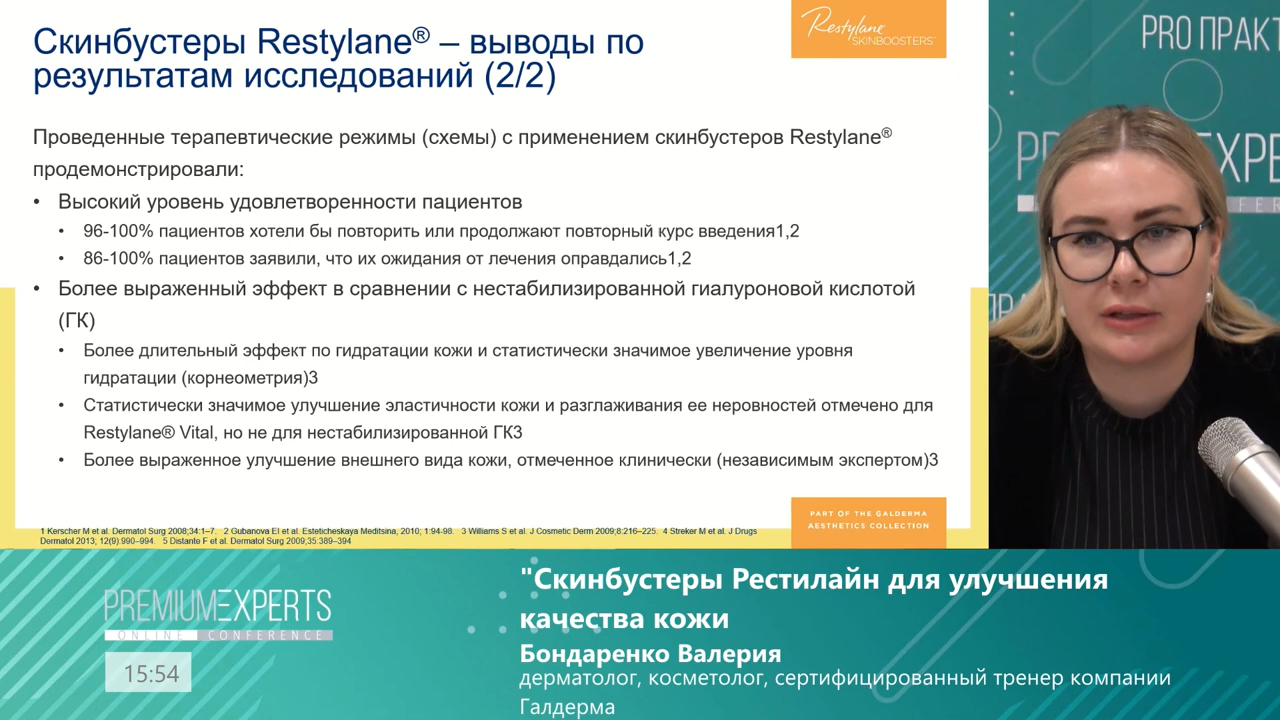 Скинбустеры Restylane® – выводы по
результатам исследований (2/2)
Restylane
SKINBOOSTERS™
Проведенные терапевтические режимы (схемы) с применением скинбустеров Restylane®
продемонстрировали:
• Высокий уровень удовлетворенности пациентов
• 96-100% пациентов хотели бы повторить или продолжают повторный курс введения1,2
• 86-100% пациентов заявили, что их ожидания от лечения оправдались1,2
• Более выраженный эффект в сравнении с нестабилизированной гиалуроновой кислотой
(ГК)
• Более длительный эффект по гидратации кожи и статистически значимое увеличение уровня
гидратации (корнеометрия)3
• Статистически значимое улучшение эластичности кожи и разглаживания ее неровностей отмечено для
Restylane® Vital, но не для нестабилизированной ГК3
• Более выраженное улучшение внешнего вида кожи, отмеченное клинически (независимым экспертом)3
1 Kerscher M et al. Dermatol Surg 2008;34:1–7. 2 Gubanova EI et al. Esteticheskaya Meditsina, 2010; 1:94-98. 3 Williams S et al. J Cosmetic Derm 2009;8:216–225. 4 Streker M et al. J Drugs
Dermatol 2013; 12(9):990–994. 5 Distante F et al. Dermatol Surg 2009;35:389–394
PART OF THE GALDERMA
AESTHETICS COLLECTION
PRO ПРАКТ
PREMIUMEXPERTS
ONLINE CONFERENCE
15:54
"Скинбустеры Рестилайн для улучшения
качества кожи
Бондаренко Валерия
дерматолог, косметолог, сертифицированный тренер компании
Галдерма